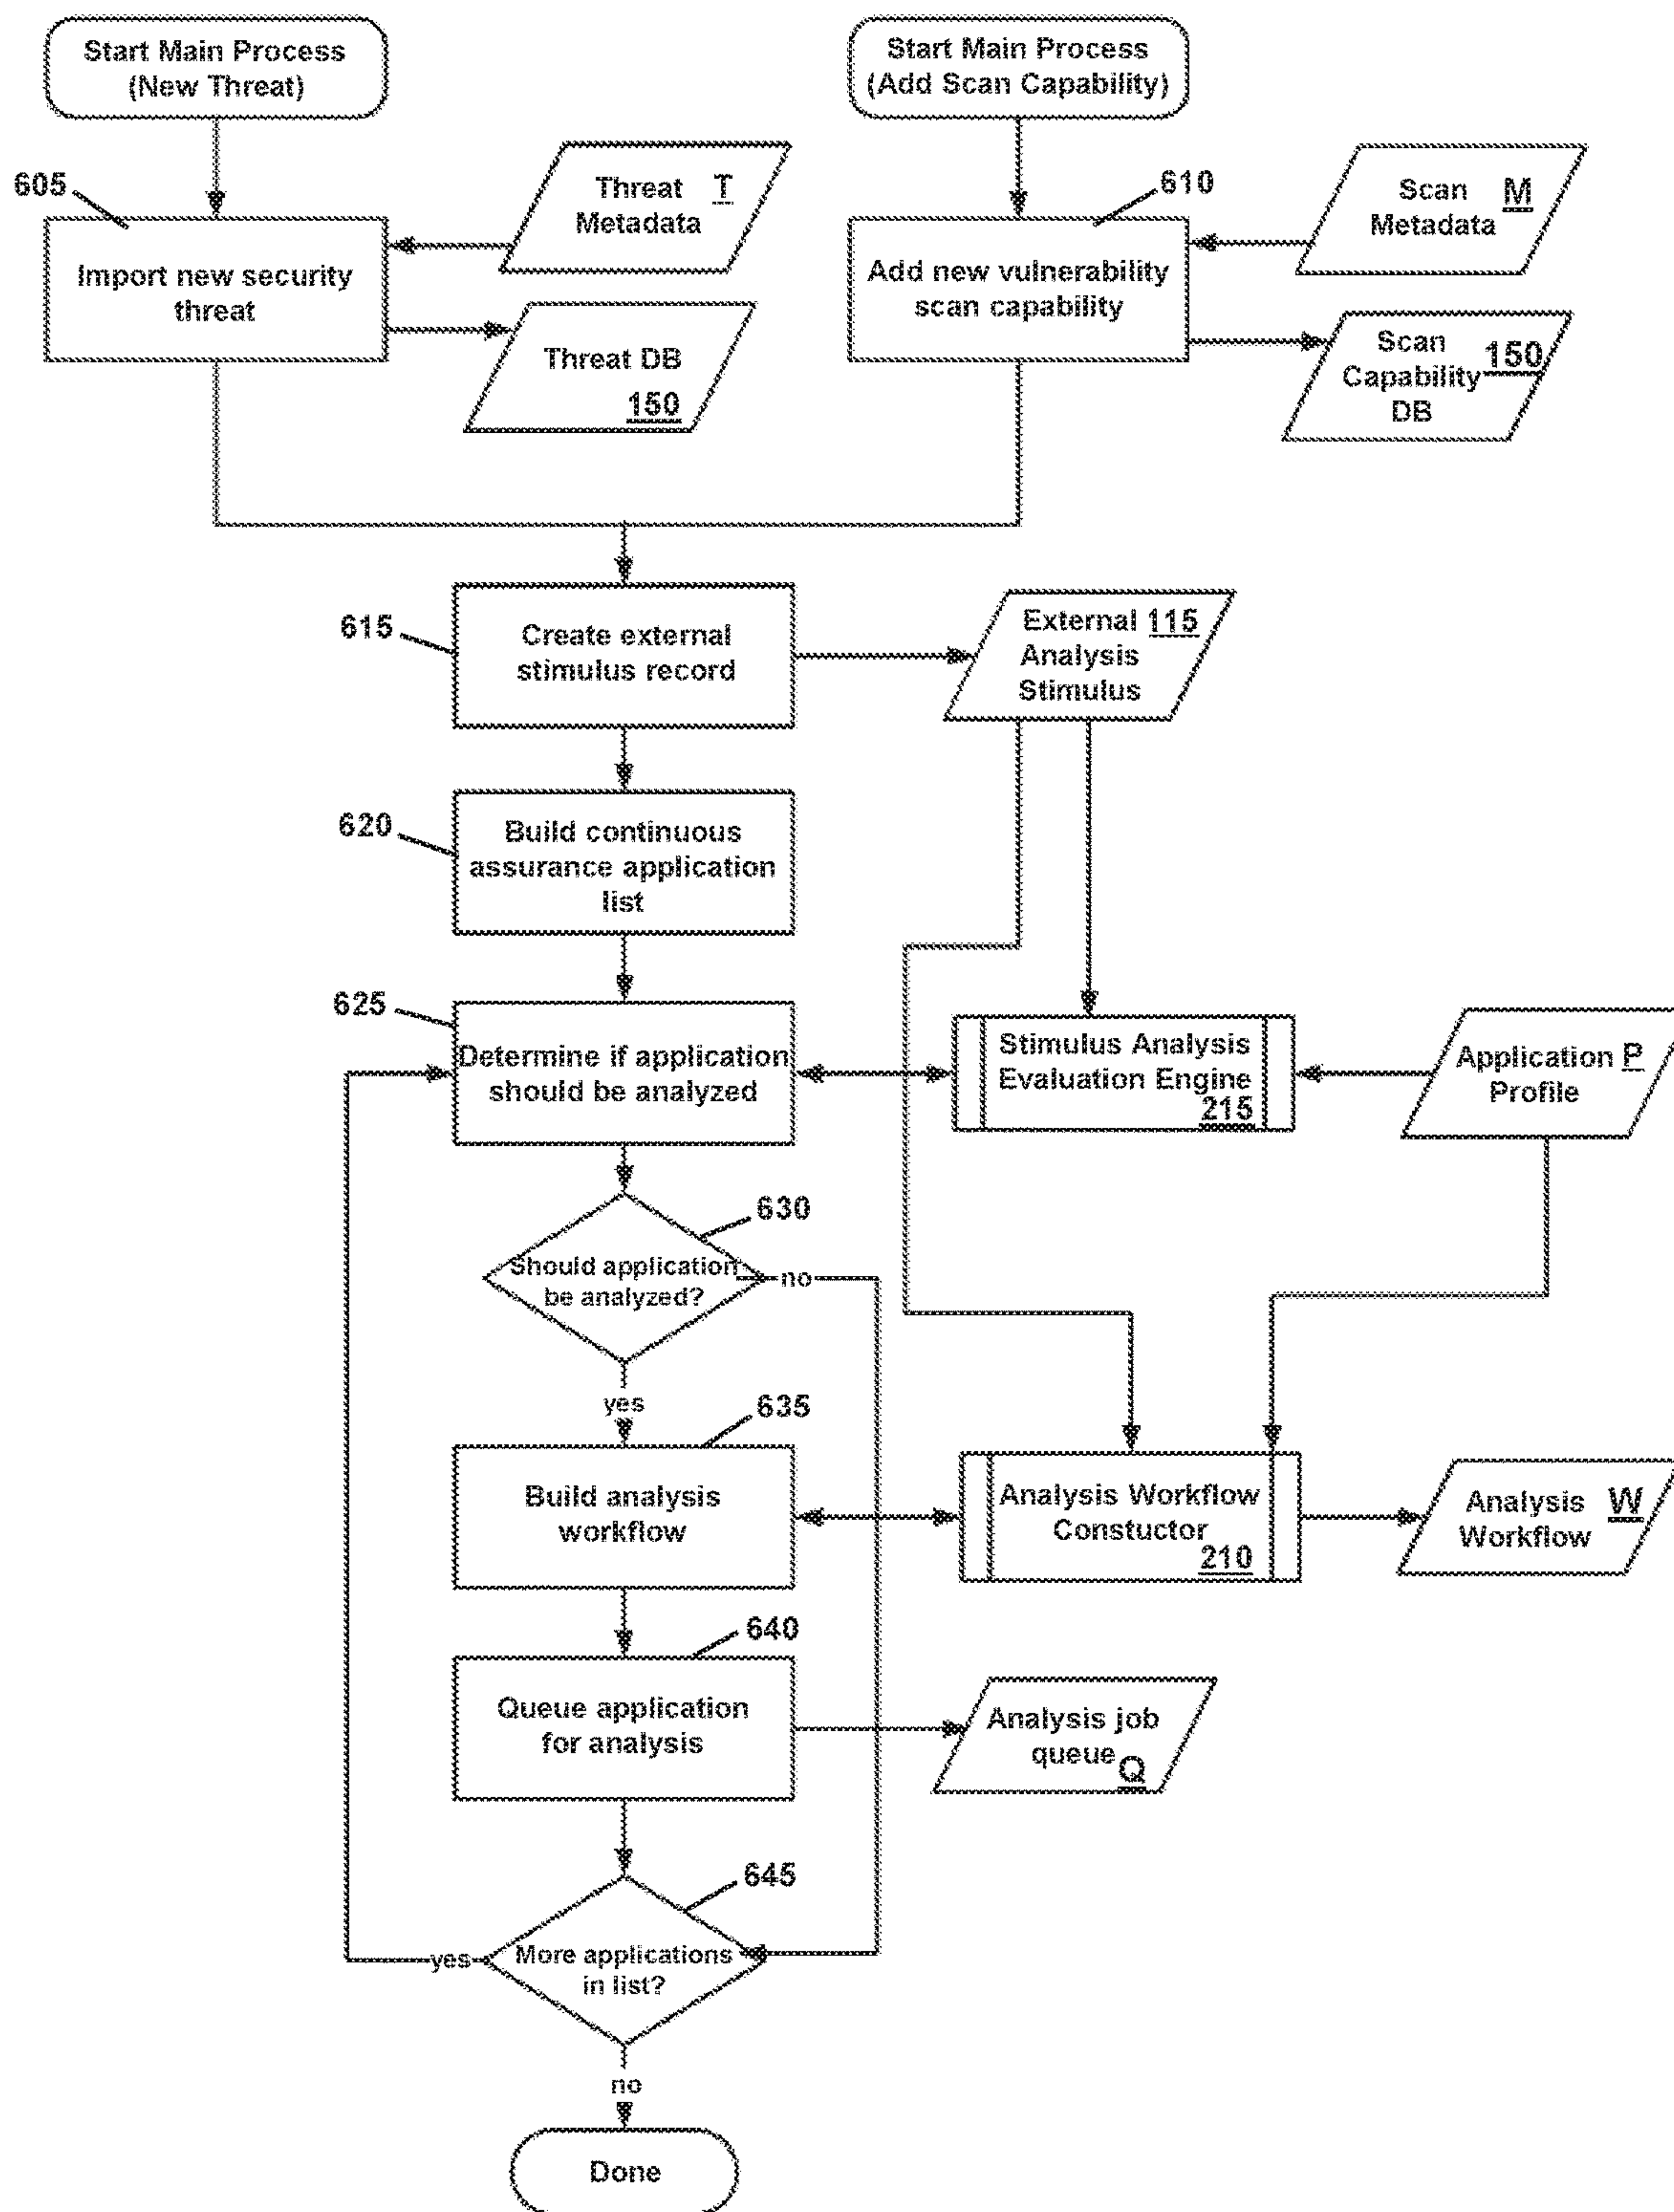 Start Main Process
(New Threat)
Start Main Process
(Add Scan Capability)
605
Threat T
Metadata
610
Scan M
Metadata
Import new security
threat
Threat DB
150
Add new vulnerability
scan capability
Scan 150
Capability
DB
615
Create external
stimulus record
External 115
Analysis
Stimulus
620
Build continuous
assurance application
list
625
Determine if application
should be analyzed
Stimulus Analysis
Evaluation Engine
215
Application P
Profile
630
Should application
be analyzed?
no
yes
635
Build analysis
workflow
Analysis Workflow
Constuctor
210
Analysis W
Workflow
640
Queue application
for analysis
Analysis job
queue Q
645
More applications
in list?
yes
no
Done